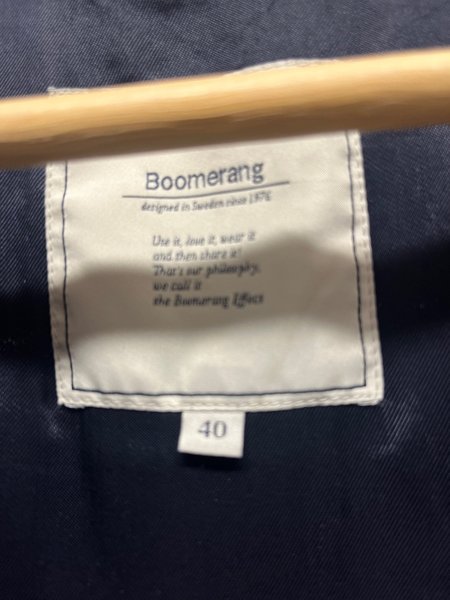 Boomerang
designed in Sweden since 1976
Use it, love it, wear it
and then share it!
That's our philosophy,
we call it
the Boomerang Effect
40